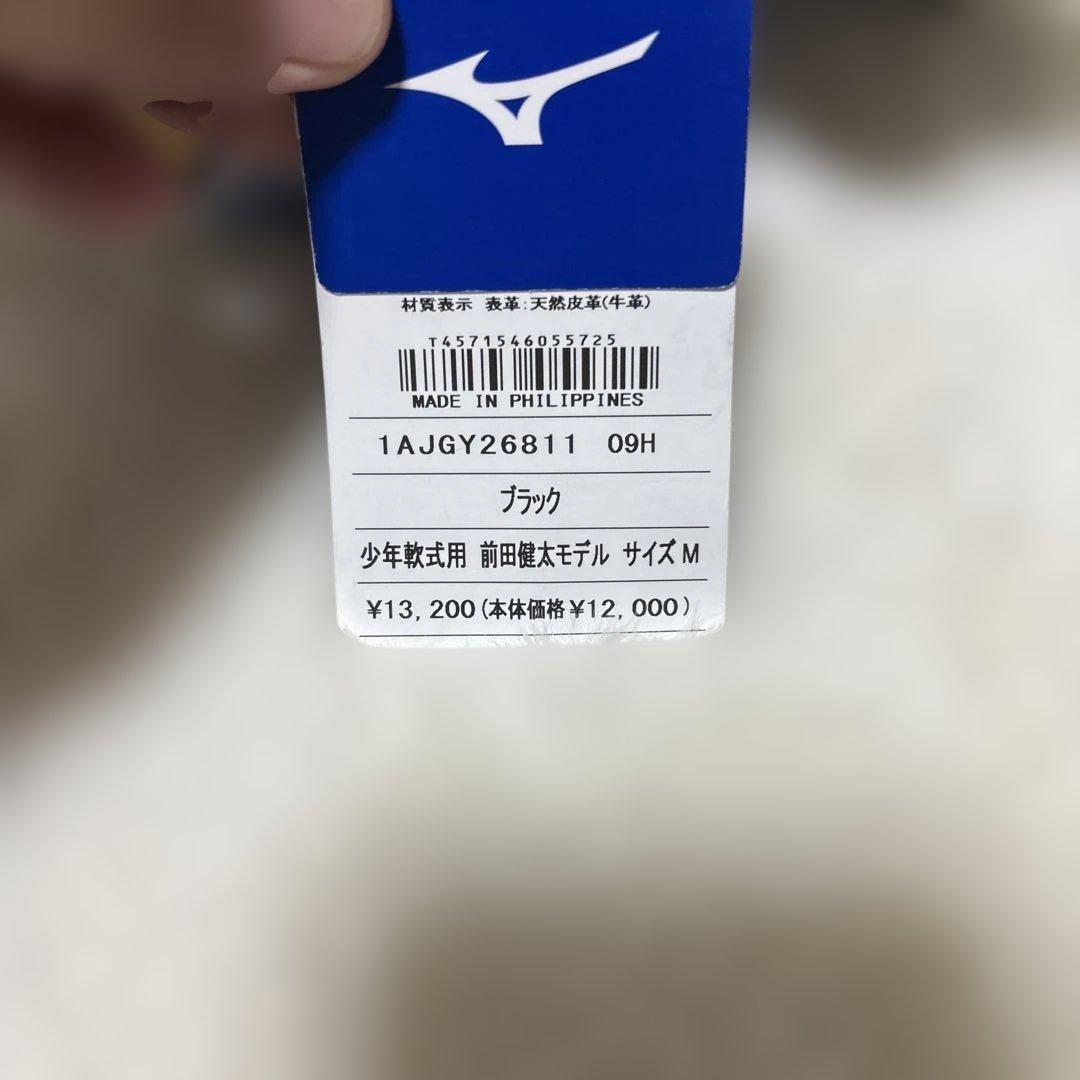 材質表示 表革:天然皮革(牛革)
T4571546055725
MADE IN PHILIPPINES
1AJGY26811 09H
ブラック
少年軟式用 前田健太モデル サイズM
¥13,200(本体価格¥12,000)